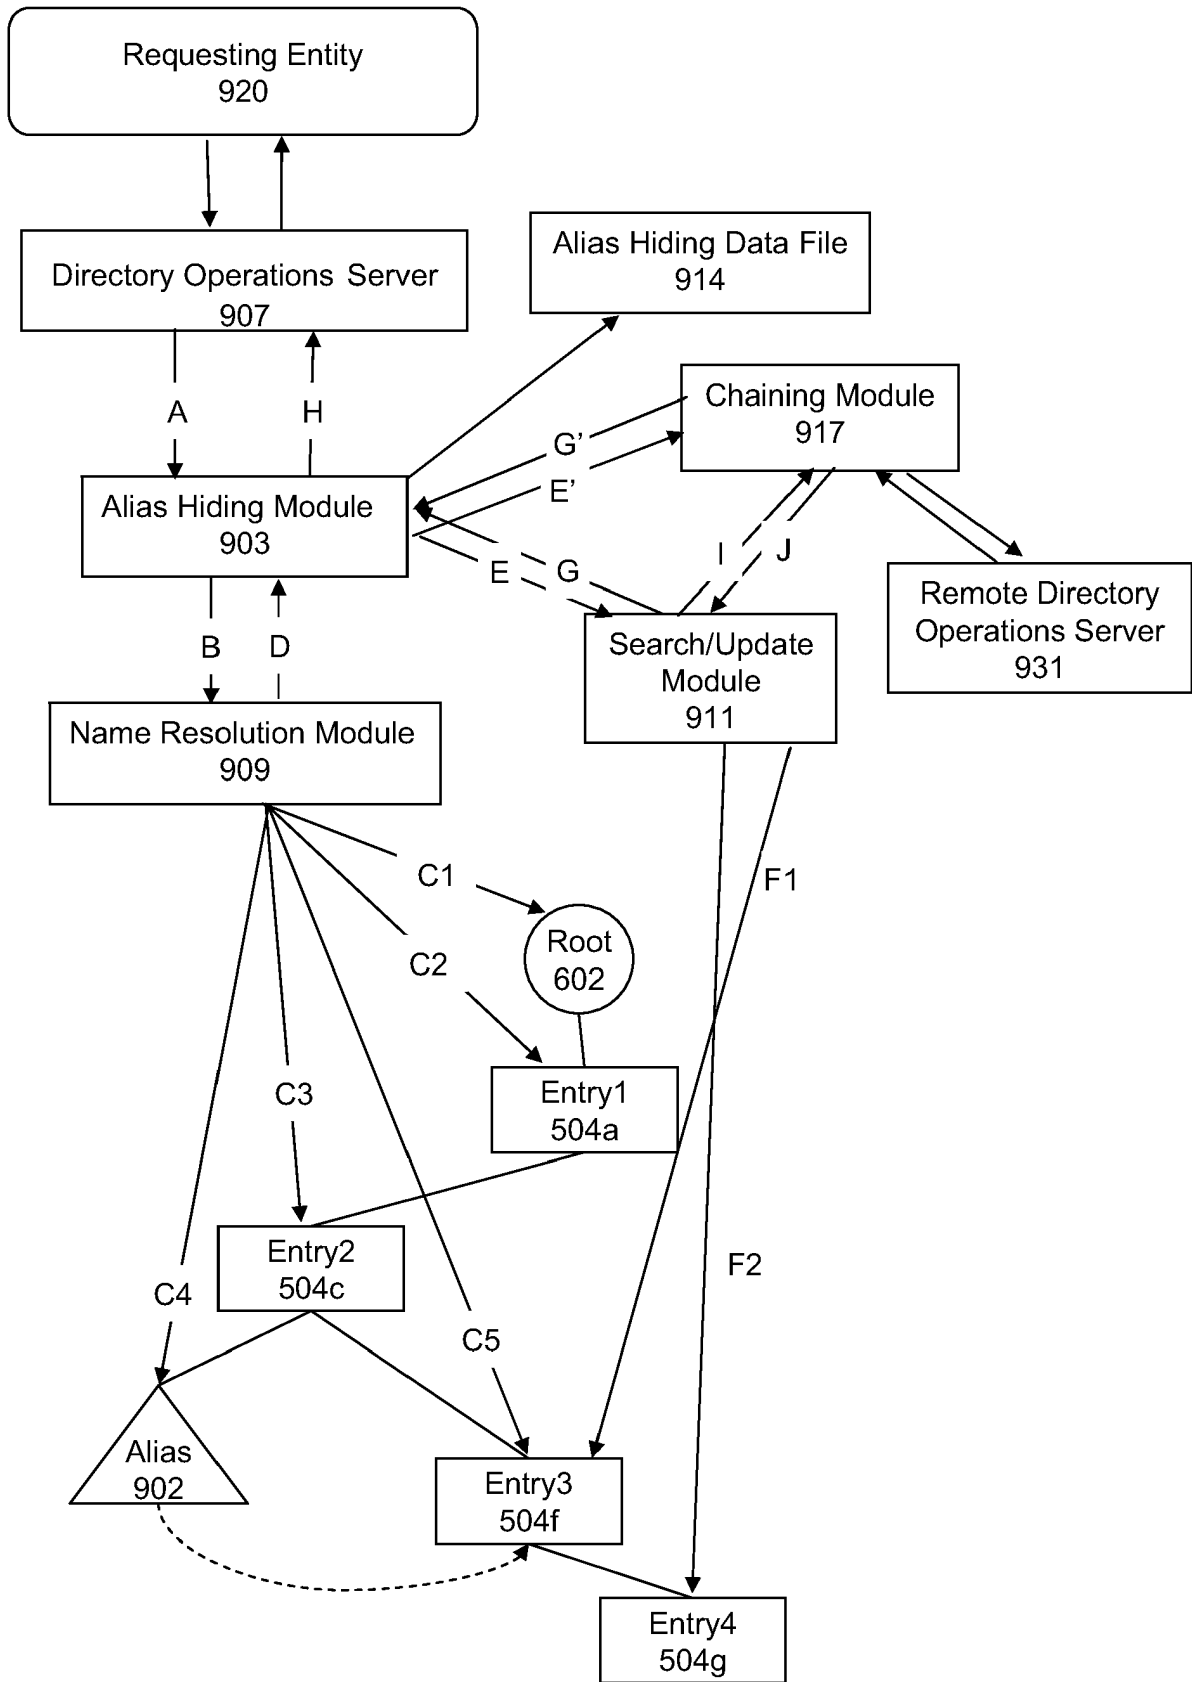 Requesting Entity
920
Directory Operations Server
907
Alias Hiding Data File
914
Chaining Module
917
A
H
G’
E’
Alias Hiding Module
903
I
J
E
G
Remote Directory
Operations Server
931
B
D
Search/Update
Module
911
Name Resolution Module
909
C1
F1
Root
602
C2
C3
Entry1
504a
Entry2
504c
F2
C4
C5
Alias
902
Entry3
504f
Entry4
504g